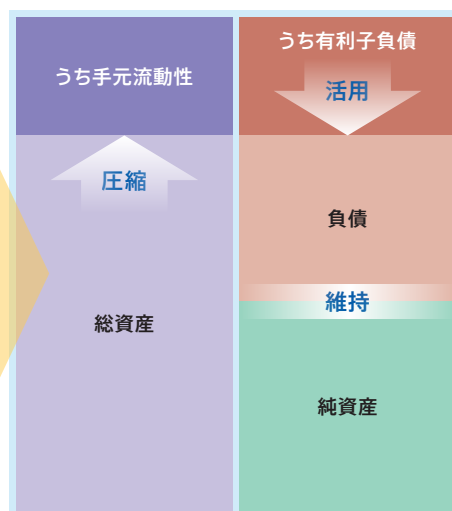 うち手元流動性
圧縮
総資産
うち有利子負債
活用
負債
維持
純資産